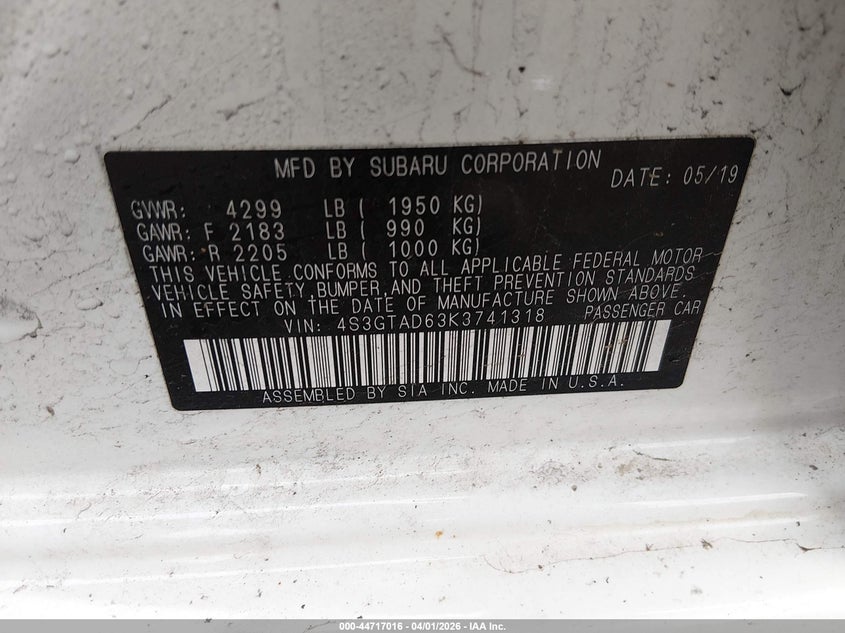 MFD BY SUBARU CORPORATION DATE: 05/19
GVWR: 4299 LB ( 1950 KG)
GAWR: F 2183 LB ( 990 KG)
GAWR: R 2205 LB ( 1000 KG)
THIS VEHICLE CONFORMS TO ALL APPLICABLE FEDERAL MOTOR
VEHICLE SAFETY, BUMPER, AND THEFT PREVENTION STANDARDS
IN EFFECT ON THE DATE OF MANUFACTURE SHOWN ABOVE.
VIN: 4S3GTAD63K3741318 PASSENGER CAR
ASSEMBLED BY SIA INC. MADE IN U.S.A.
000-44717016 | 04/01/2026 - IAA Inc.